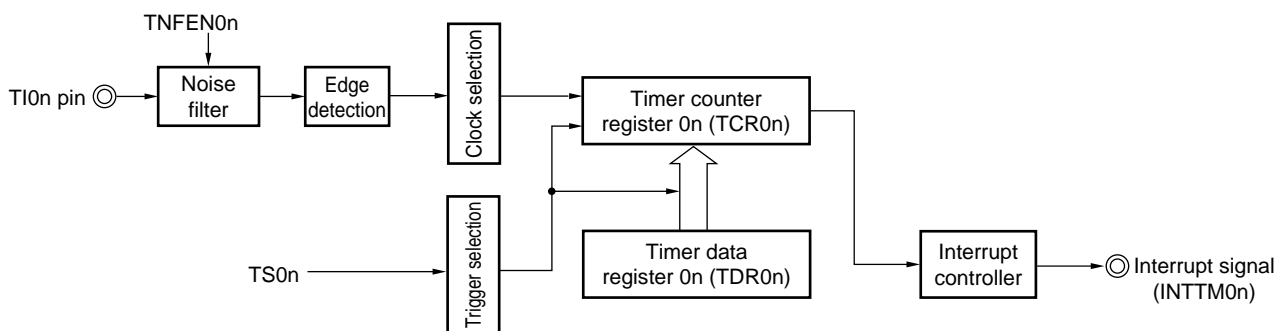 TNFEN0n
TI0n pin
Noise
filter
Edge
detection
Clock selection
Timer counter
register 0n (TCR0n)
TS0n
Trigger selection
Timer data
register 0n (TDR0n)
Interrupt
controller
Interrupt signal
(INTTM0n)